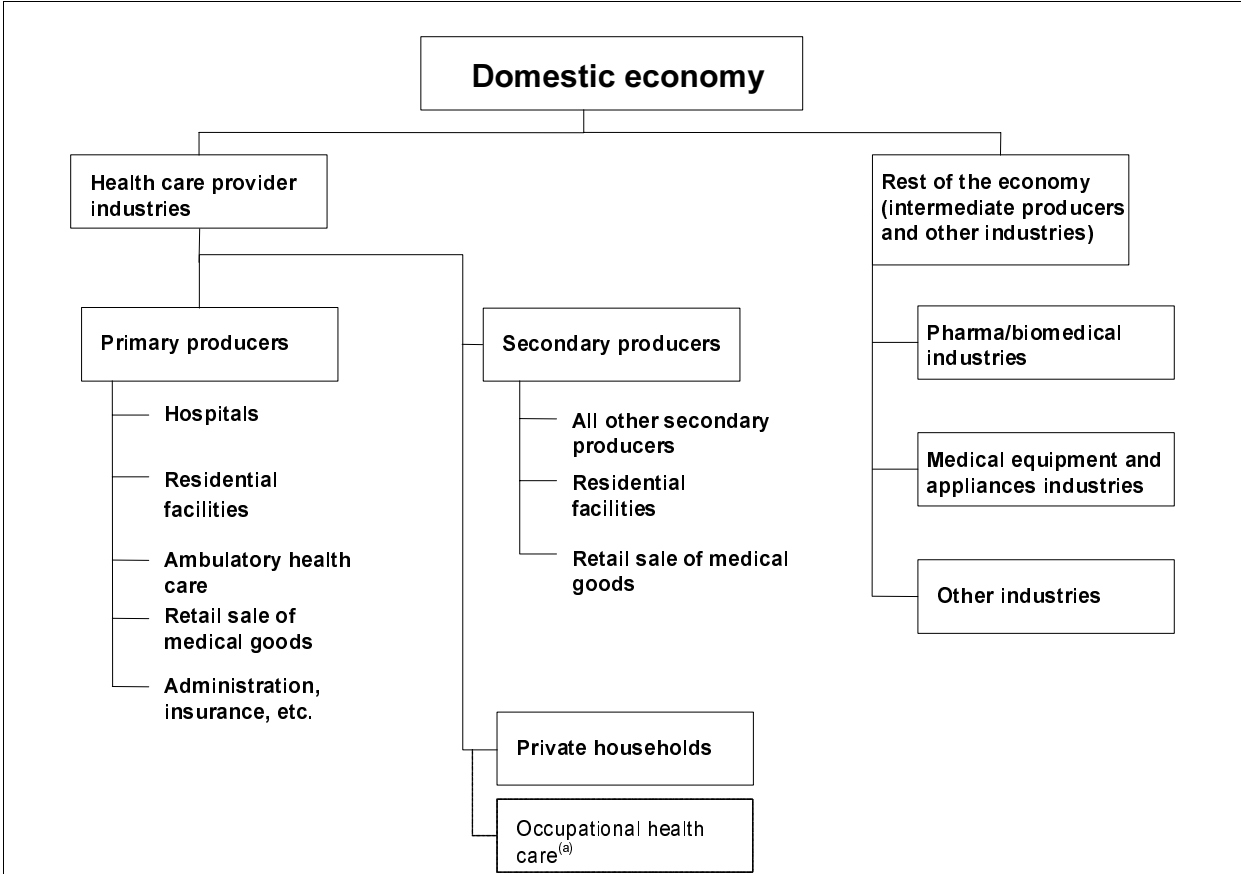 Domestic economy
Health care provider
industries
Rest of the economy
(intermediate producers
and other industries)
Primary producers
Hospitals
Residential
facilities
Ambulatory health
care
Retail sale of
medical goods
Administration,
insurance, etc.
Secondary producers
All other secondary
producers
Residential
facilities
Retail sale of medical
goods
Private households
Occupational health
care(a)
Pharma/biomedical
industries
Medical equipment and
appliances industries
Other industries